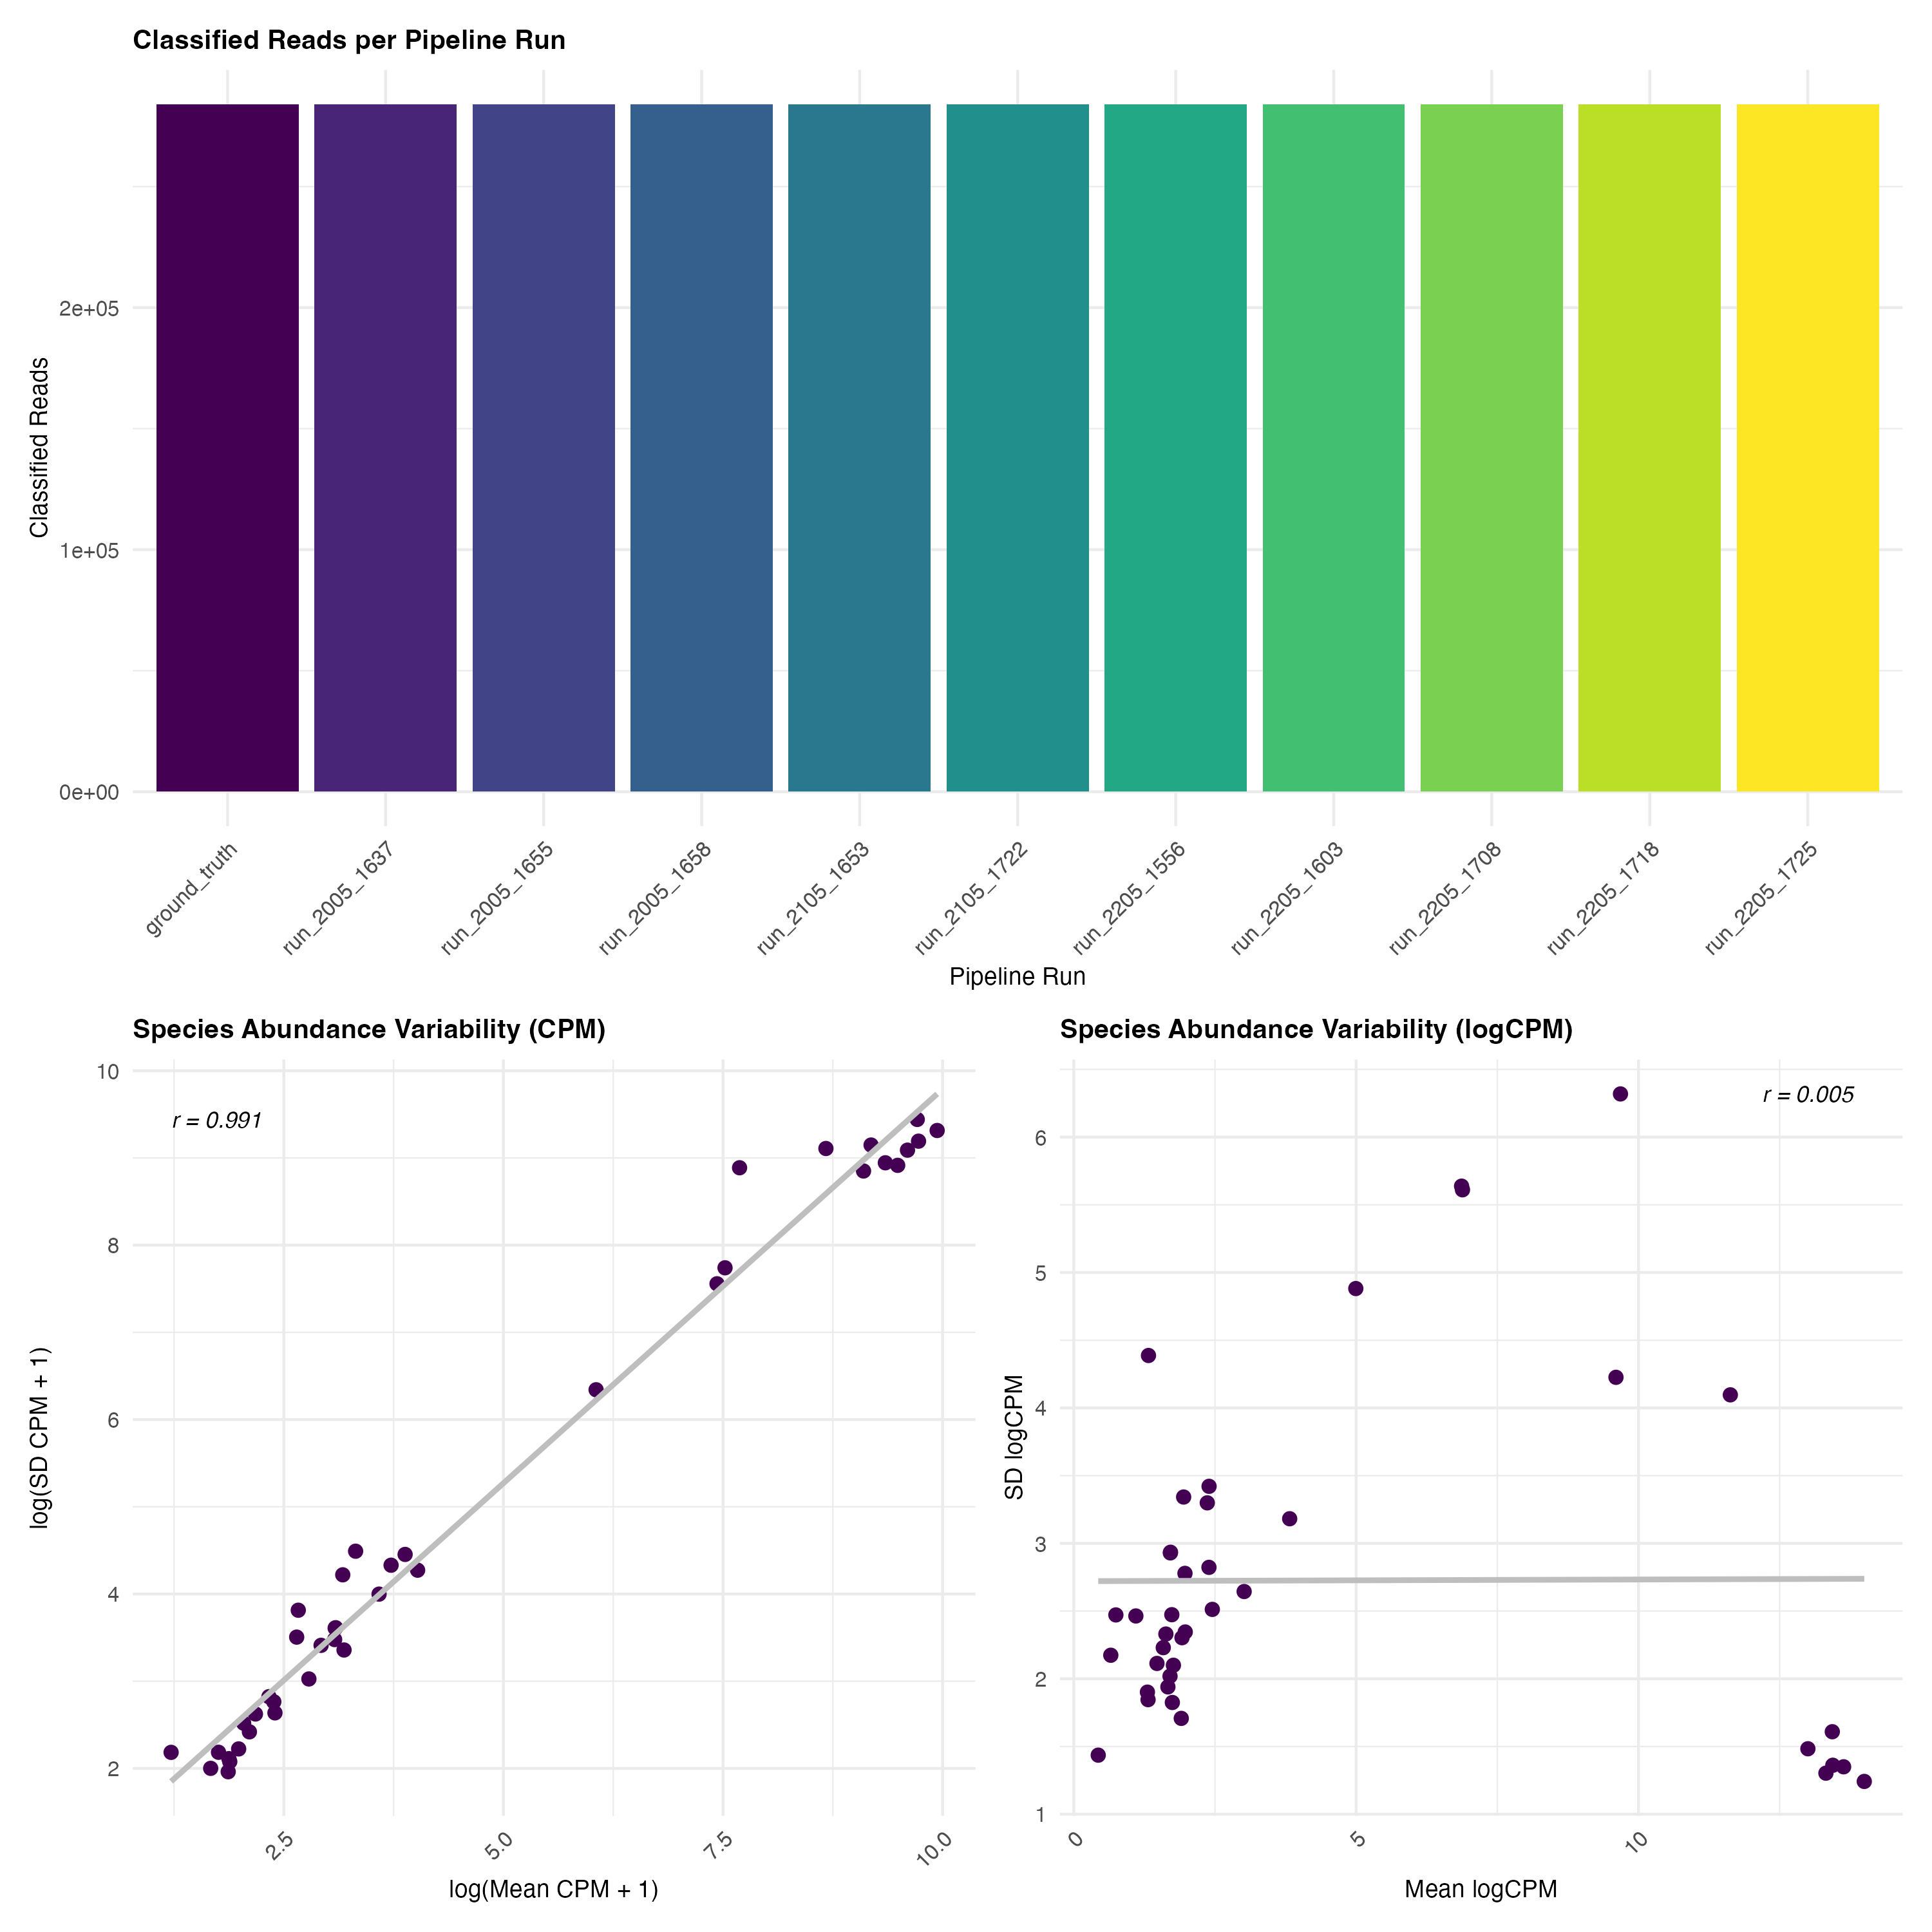 Classified Reads per Pipeline Run
Classified Reads
2e+05
1e+05
0e+00
ground_truth
run_2005_1637
run_2005_1655
run_2005_1658
run_2105_1653
run_2105_1722
run_2205_1556
run_2205_1603
run_2205_1708
run_2205_1718
run_2205_1725
Pipeline Run
Species Abundance Variability (CPM)
log(SD CPM + 1)
10
8
6
4
2
r = 0.991
2.5
5.0
7.5
10.0
log(Mean CPM + 1)
Species Abundance Variability (logCPM)
SD logCPM
6
5
4
3
2
1
r = 0.005
0
5
10
Mean logCPM